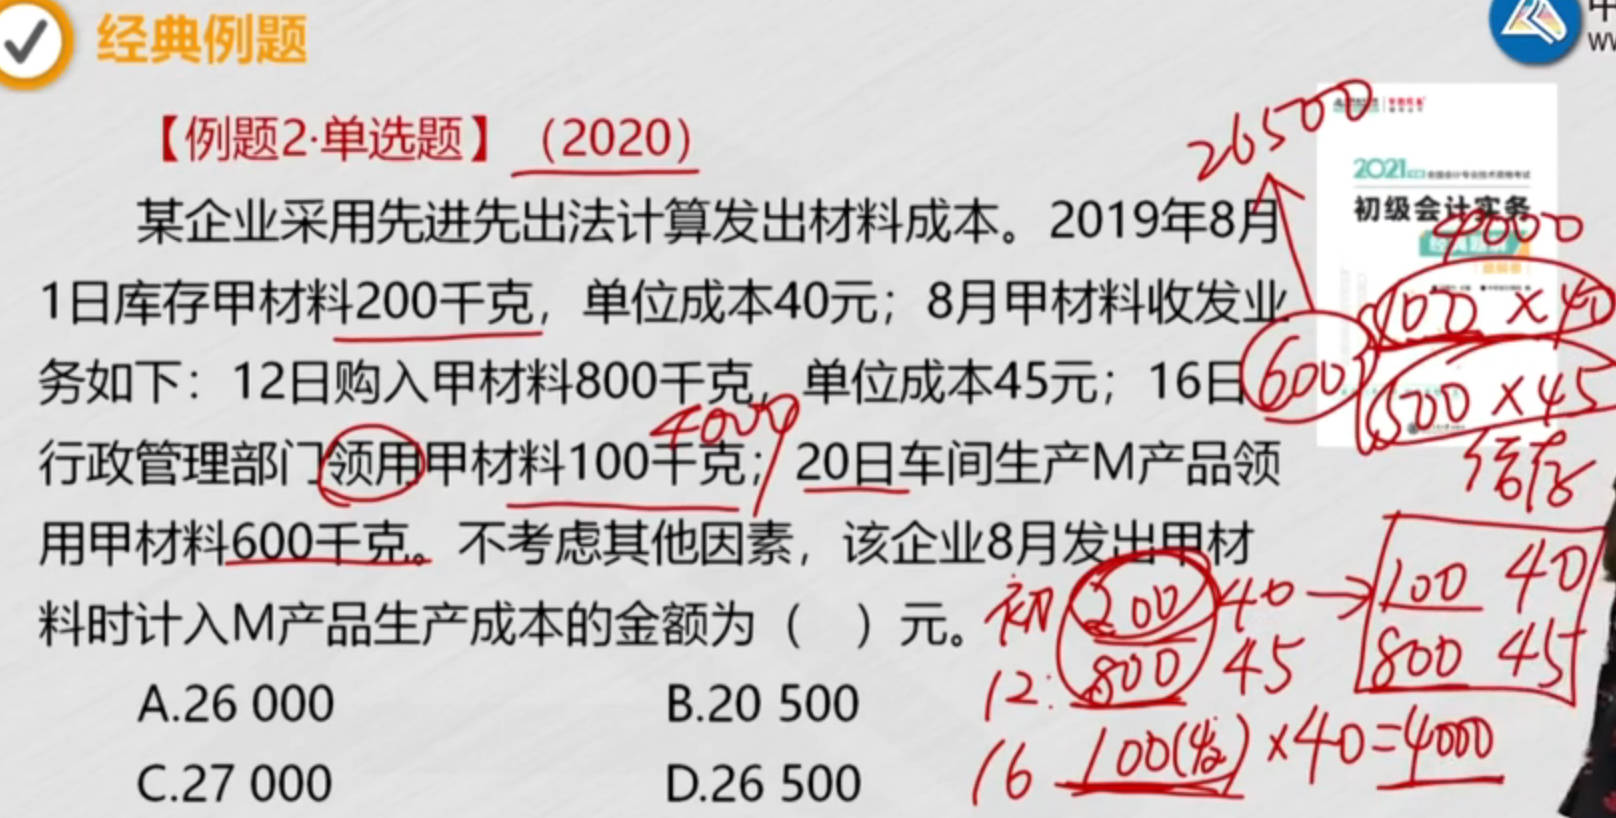 经典例题
中
WW
【例题2·单选题】（2020）
26500
2021
初级会计实务
某企业采用先进先出法计算发出材料成本。2019年8月
4000
1日库存甲材料200千克，单位成本40元；8月甲材料收发业
100 ×40
务如下：12日购入甲材料800千克，单位成本45元；16日
600
500 ×45
4000
行政管理部门领用甲材料100千克；20日车间生产M产品领
结存
用甲材料600千克。不考虑其他因素，该企业8月发出甲材
料时计入M产品生产成本的金额为（ ）元。
初 200 40 → 100 40
12: 800 45 800 45
A.26 000 B.20 500
16 100(行) ×40=4000
C.27 000 D.26 500